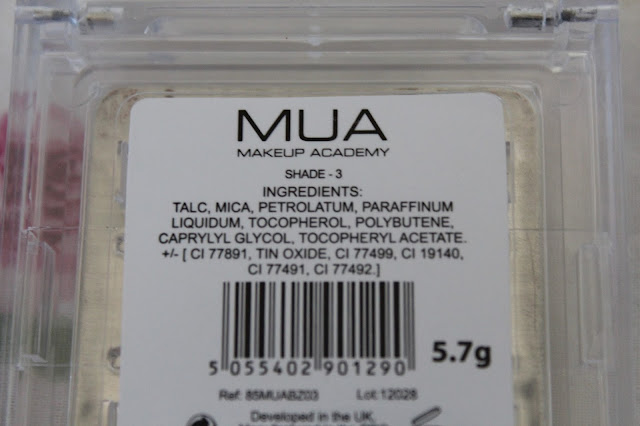 MUA
MAKEUP ACADEMY
SHADE - 3
INGREDIENTS:
TALC, MICA, PETROLATUM, PARAFFINUM
LIQUIDUM, TOCOPHEROL, POLYBUTENE,
CAPRYLYL GLYCOL, TOCOPHERYL ACETATE.
+/- [ CI 77891, TIN OXIDE, CI 77499, CI 19140,
CI 77491, CI 77492.]
5 055402 901290
5.7g
Ref: 85MUABZ03 Lot: 12028
Developed in the UK